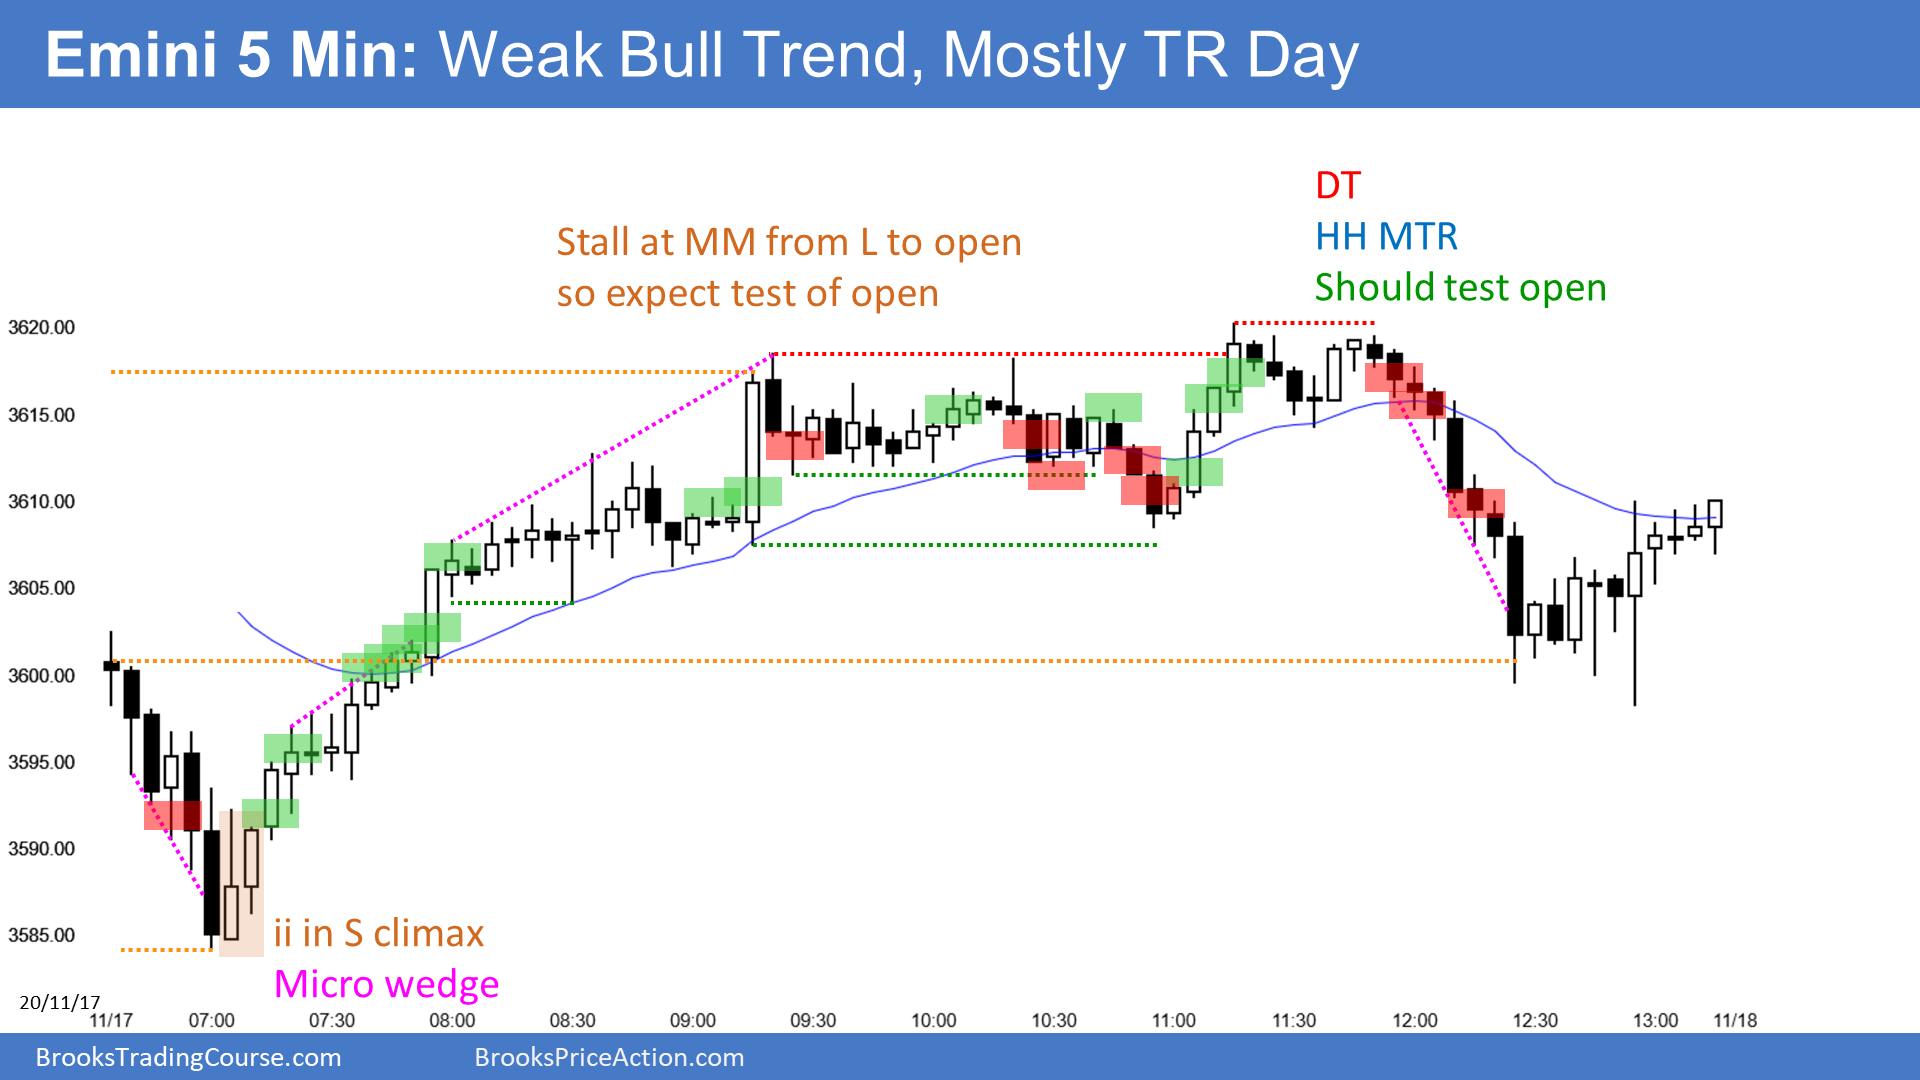 Emini 5 Min: Weak Bull Trend, Mostly TR Day
DT
HH MTR
Should test open
Stall at MM from L to open
so expect test of open
3620.00
3615.00
3610.00
3605.00
3600.00
3595.00
3590.00
3585.00
ii in S climax
Micro wedge
20/11/17
11/17 07:00 07:30 08:00 08:30 09:00 09:30 10:00 10:30 11:00 11:30 12:00 12:30 13:00 11/18
BrooksTradingCourse.com BrooksPriceAction.com